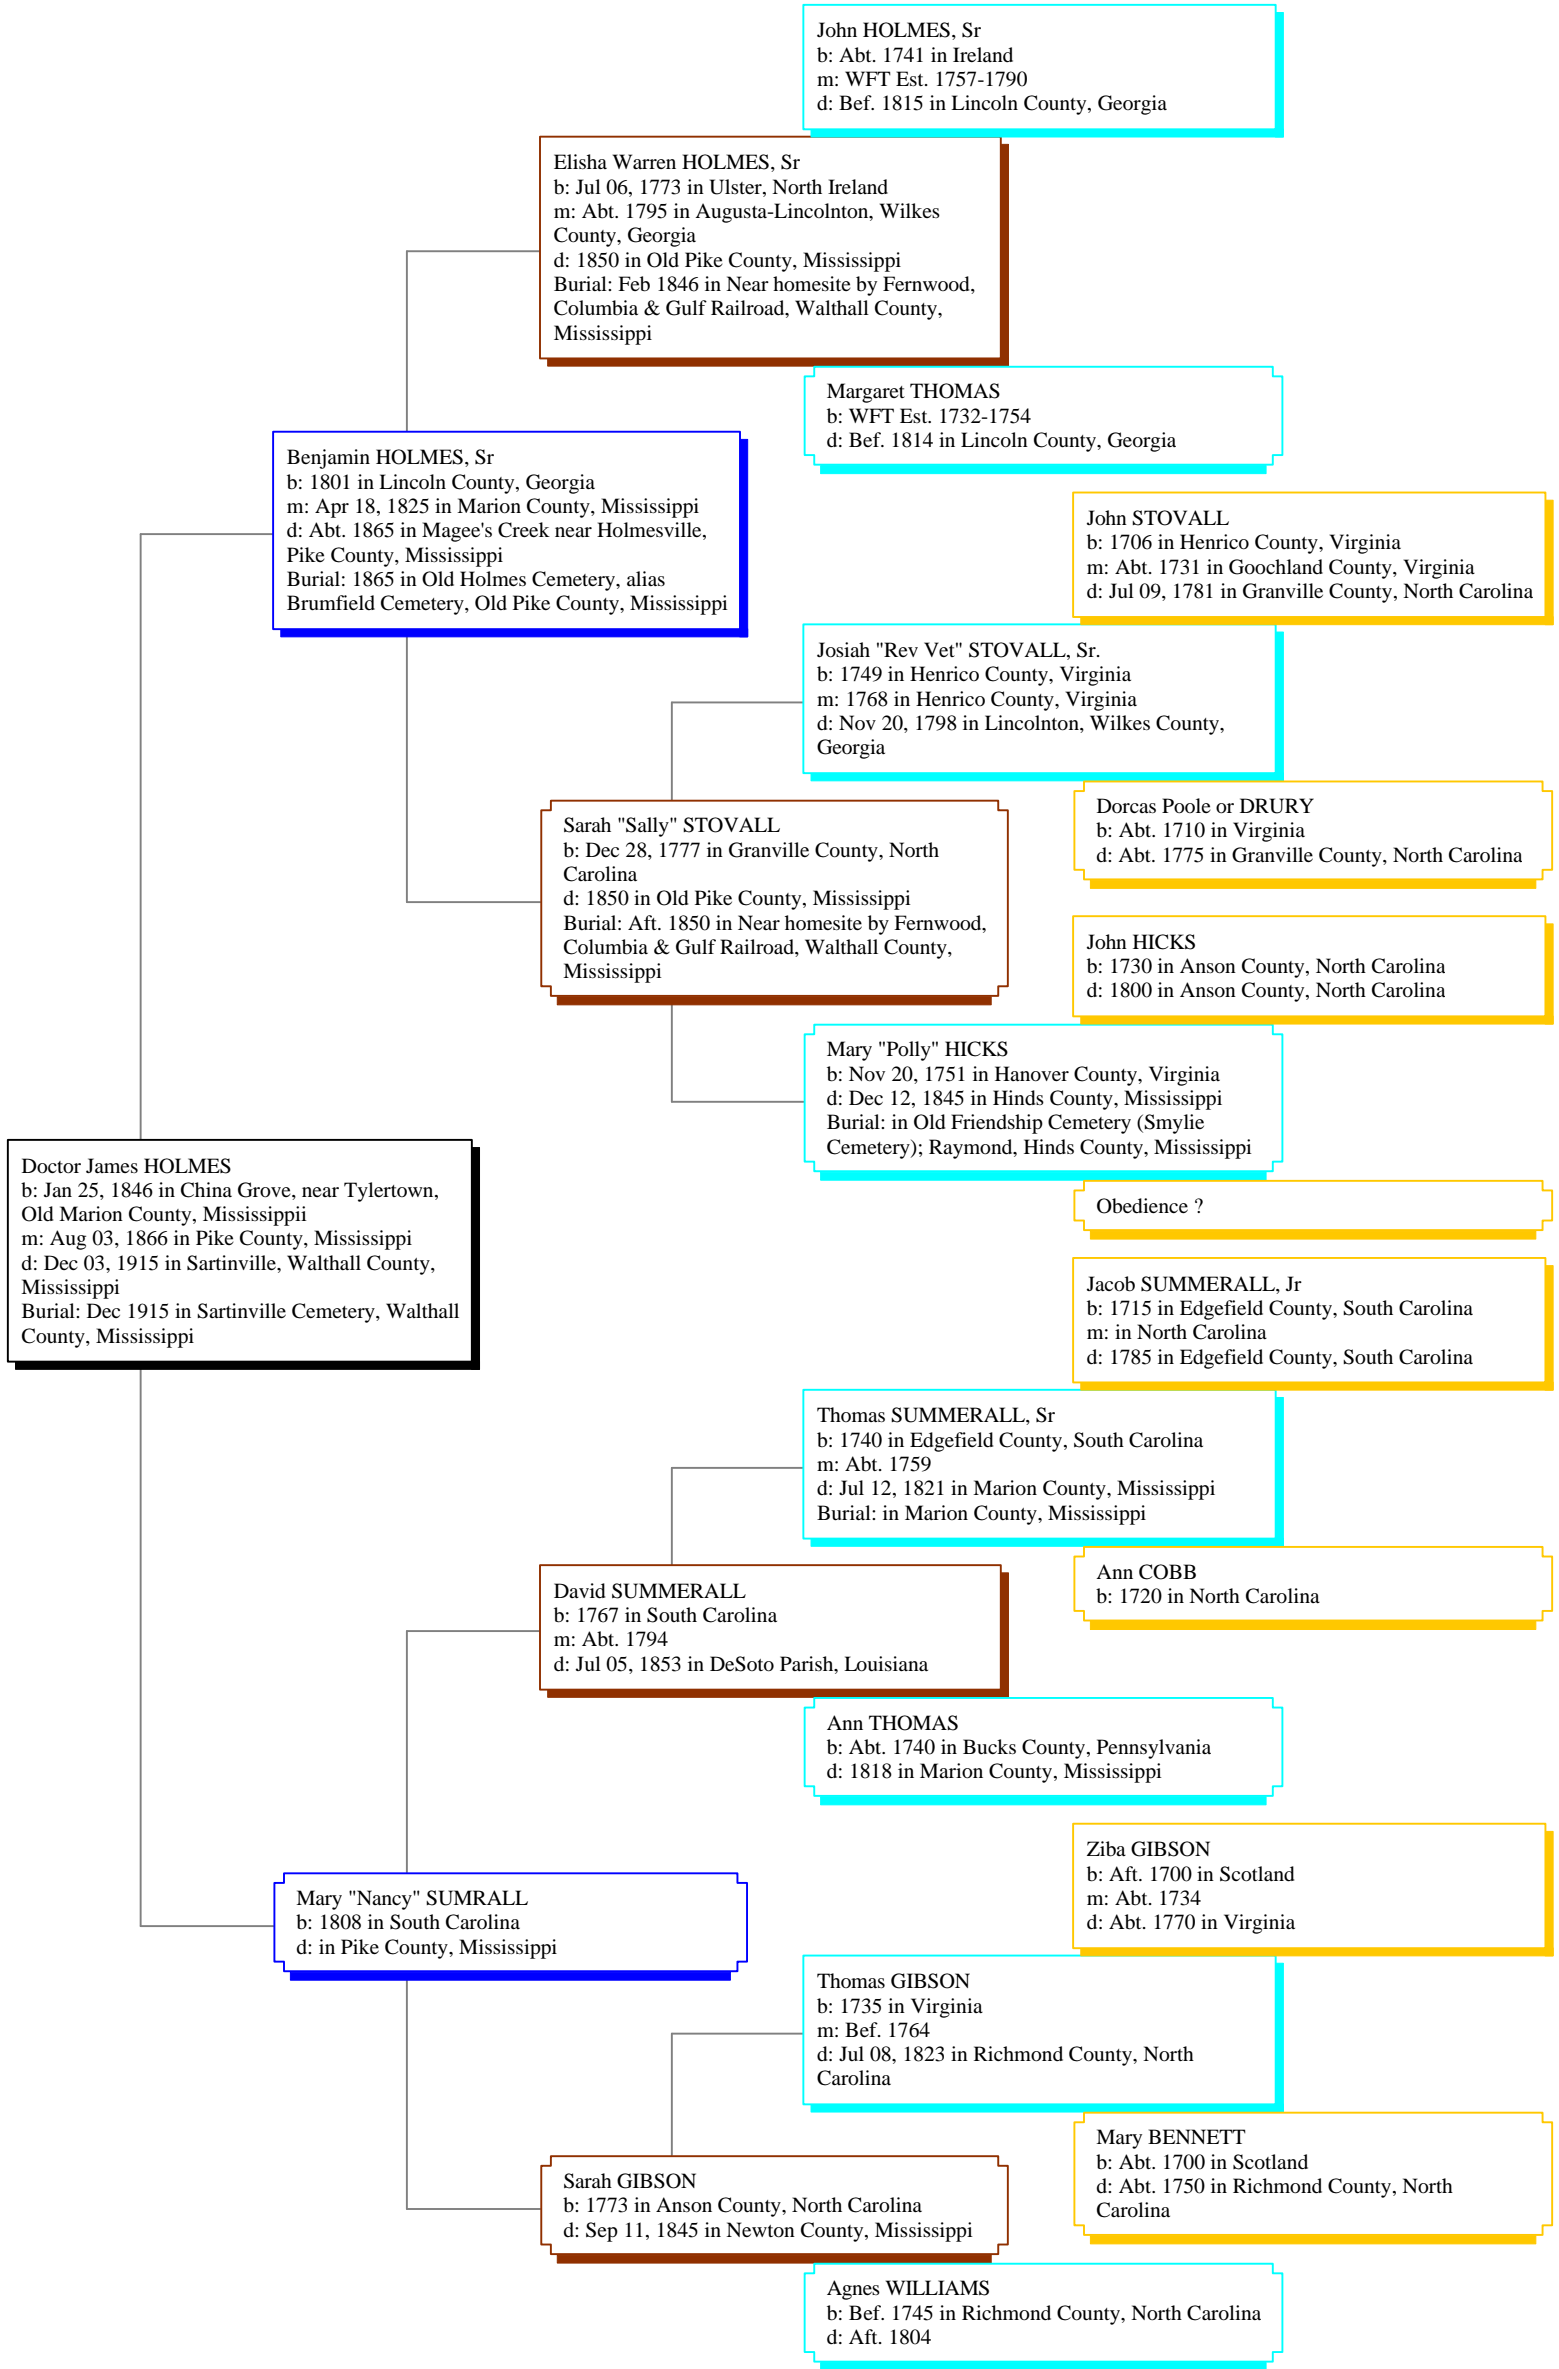 John HOLMES, Sr
b: Abt. 1741 in Ireland
m: WFT Est. 1757-1790
d: Bef. 1815 in Lincoln County, Georgia
Elisha Warren HOLMES, Sr
b: Jul 06, 1773 in Ulster, North Ireland
m: Abt. 1795 in Augusta-Lincolnton, Wilkes
County, Georgia
d: 1850 in Old Pike County, Mississippi
Burial: Feb 1846 in Near homesite by Fernwood,
Columbia & Gulf Railroad, Walthall County,
Mississippi
Margaret THOMAS
b: WFT Est. 1732-1754
d: Bef. 1814 in Lincoln County, Georgia
Benjamin HOLMES, Sr
b: 1801 in Lincoln County, Georgia
m: Apr 18, 1825 in Marion County, Mississippi
d: Abt. 1865 in Magee's Creek near Holmesville,
Pike County, Mississippi
Burial: 1865 in Old Holmes Cemetery, alias
Brumfield Cemetery, Old Pike County, Mississippi
John STOVALL
b: 1706 in Henrico County, Virginia
m: Abt. 1731 in Goochland County, Virginia
d: Jul 09, 1781 in Granville County, North Carolina
Josiah "Rev Vet" STOVALL, Sr.
b: 1749 in Henrico County, Virginia
m: 1768 in Henrico County, Virginia
d: Nov 20, 1798 in Lincolnton, Wilkes County,
Georgia
Dorcas Poole or DRURY
b: Abt. 1710 in Virginia
d: Abt. 1775 in Granville County, North Carolina
Sarah "Sally" STOVALL
b: Dec 28, 1777 in Granville County, North
Carolina
d: 1850 in Old Pike County, Mississippi
Burial: Aft. 1850 in Near homesite by Fernwood,
Columbia & Gulf Railroad, Walthall County,
Mississippi
John HICKS
b: 1730 in Anson County, North Carolina
d: 1800 in Anson County, North Carolina
Mary "Polly" HICKS
b: Nov 20, 1751 in Hanover County, Virginia
d: Dec 12, 1845 in Hinds County, Mississippi
Burial: in Old Friendship Cemetery (Smylie
Cemetery); Raymond, Hinds County, Mississippi
Obedience ?
Doctor James HOLMES
b: Jan 25, 1846 in China Grove, near Tylertown,
Old Marion County, Mississippii
m: Aug 03, 1866 in Pike County, Mississippi
d: Dec 03, 1915 in Sartinville, Walthall County,
Mississippi
Burial: Dec 1915 in Sartinville Cemetery, Walthall
County, Mississippi
Jacob SUMMERALL, Jr
b: 1715 in Edgefield County, South Carolina
m: in North Carolina
d: 1785 in Edgefield County, South Carolina
Thomas SUMMERALL, Sr
b: 1740 in Edgefield County, South Carolina
m: Abt. 1759
d: Jul 12, 1821 in Marion County, Mississippi
Burial: in Marion County, Mississippi
Ann COBB
b: 1720 in North Carolina
David SUMMERALL
b: 1767 in South Carolina
m: Abt. 1794
d: Jul 05, 1853 in DeSoto Parish, Louisiana
Ann THOMAS
b: Abt. 1740 in Bucks County, Pennsylvania
d: 1818 in Marion County, Mississippi
Mary "Nancy" SUMRALL
b: 1808 in South Carolina
d: in Pike County, Mississippi
Ziba GIBSON
b: Aft. 1700 in Scotland
m: Abt. 1734
d: Abt. 1770 in Virginia
Thomas GIBSON
b: 1735 in Virginia
m: Bef. 1764
d: Jul 08, 1823 in Richmond County, North
Carolina
Mary BENNETT
b: Abt. 1700 in Scotland
d: Abt. 1750 in Richmond County, North
Carolina
Sarah GIBSON
b: 1773 in Anson County, North Carolina
d: Sep 11, 1845 in Newton County, Mississippi
Agnes WILLIAMS
b: Bef. 1745 in Richmond County, North Carolina
d: Aft. 1804